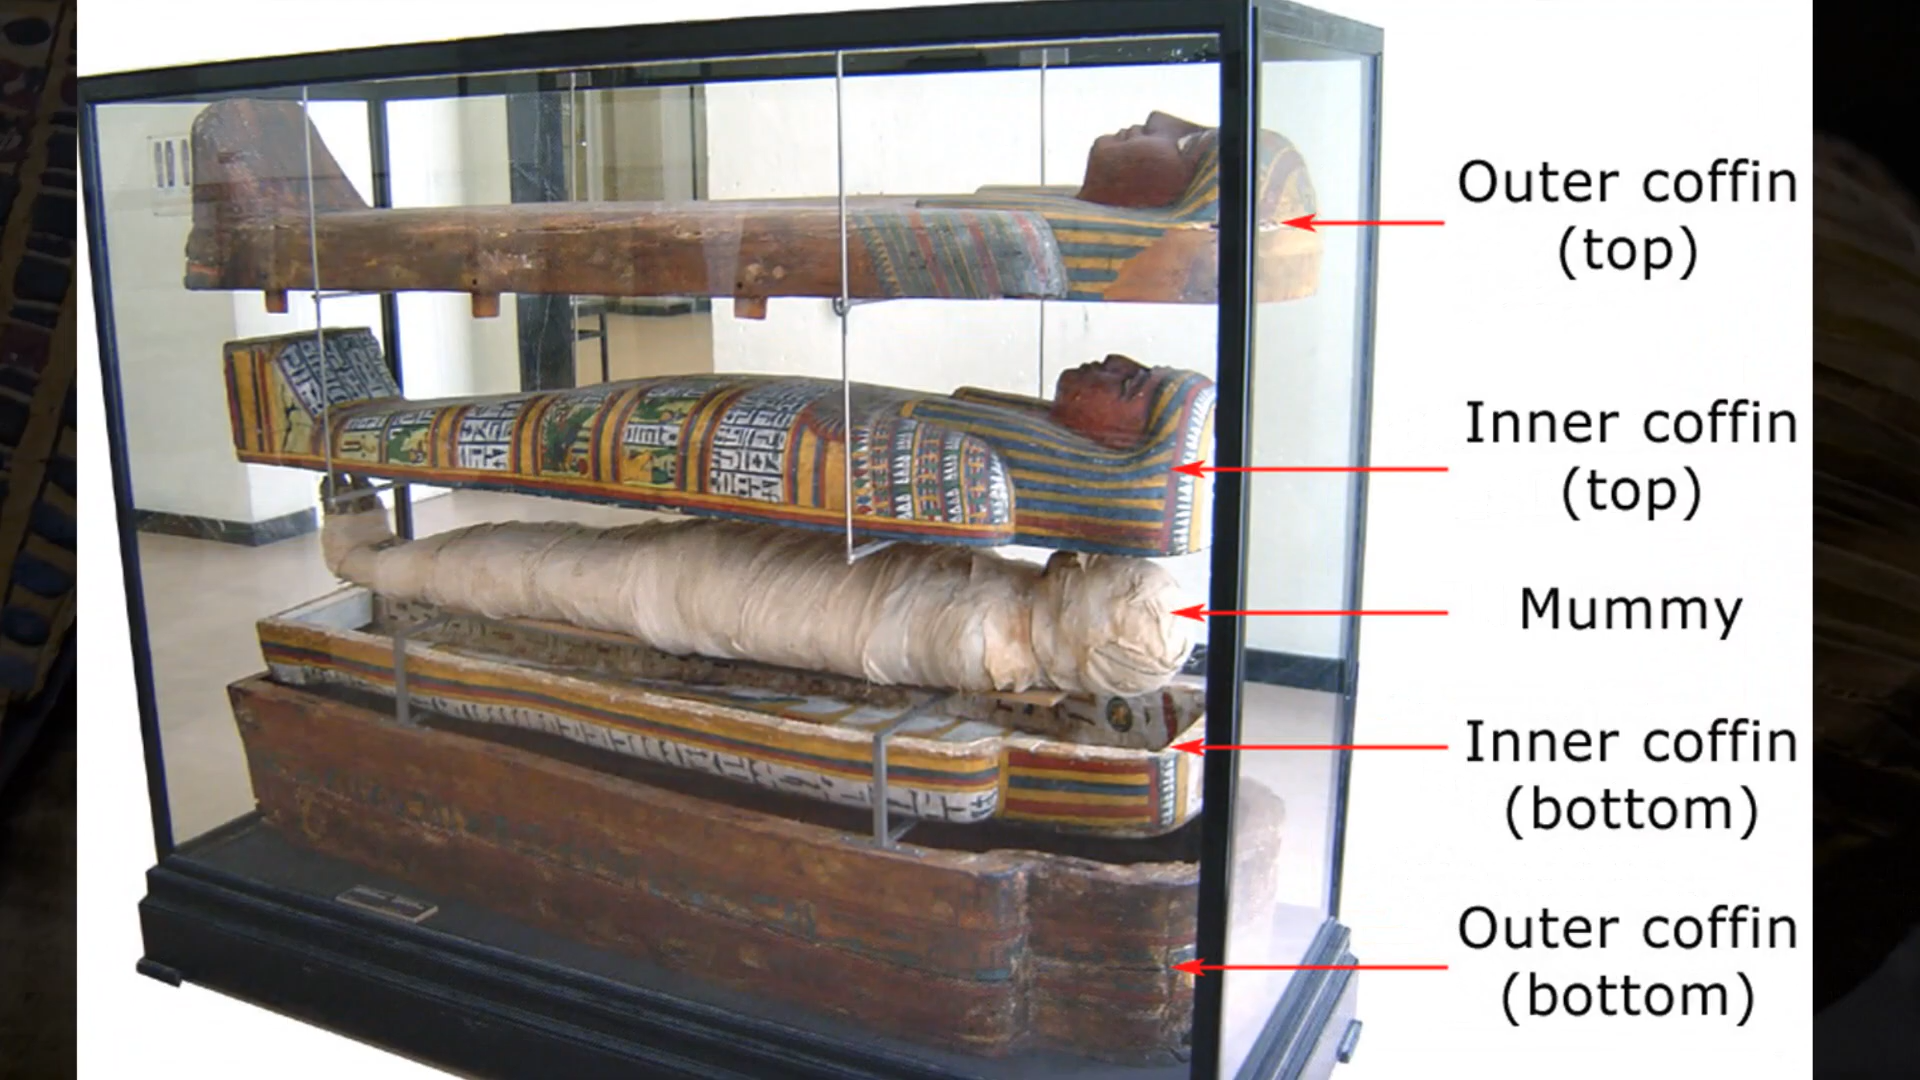 Outer coffin
(top)
Inner coffin
(top)
Mummy
Inner coffin
(bottom)
Outer coffin
(bottom)